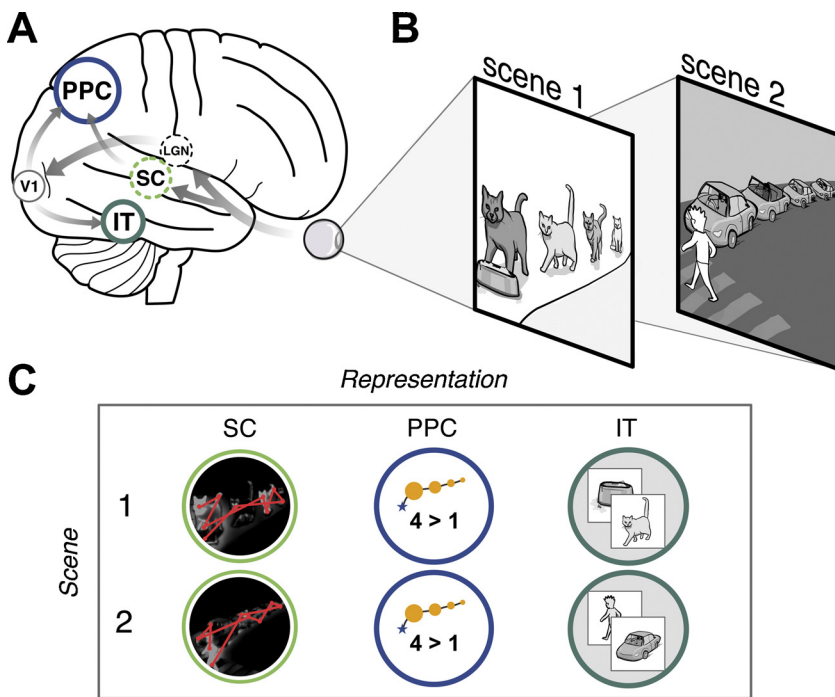 A
PPC
LGN
SC
V1
IT
B
scene 1
scene 2
C
Representation
SC PPC IT
Scene
1
4 > 1
2
4 > 1